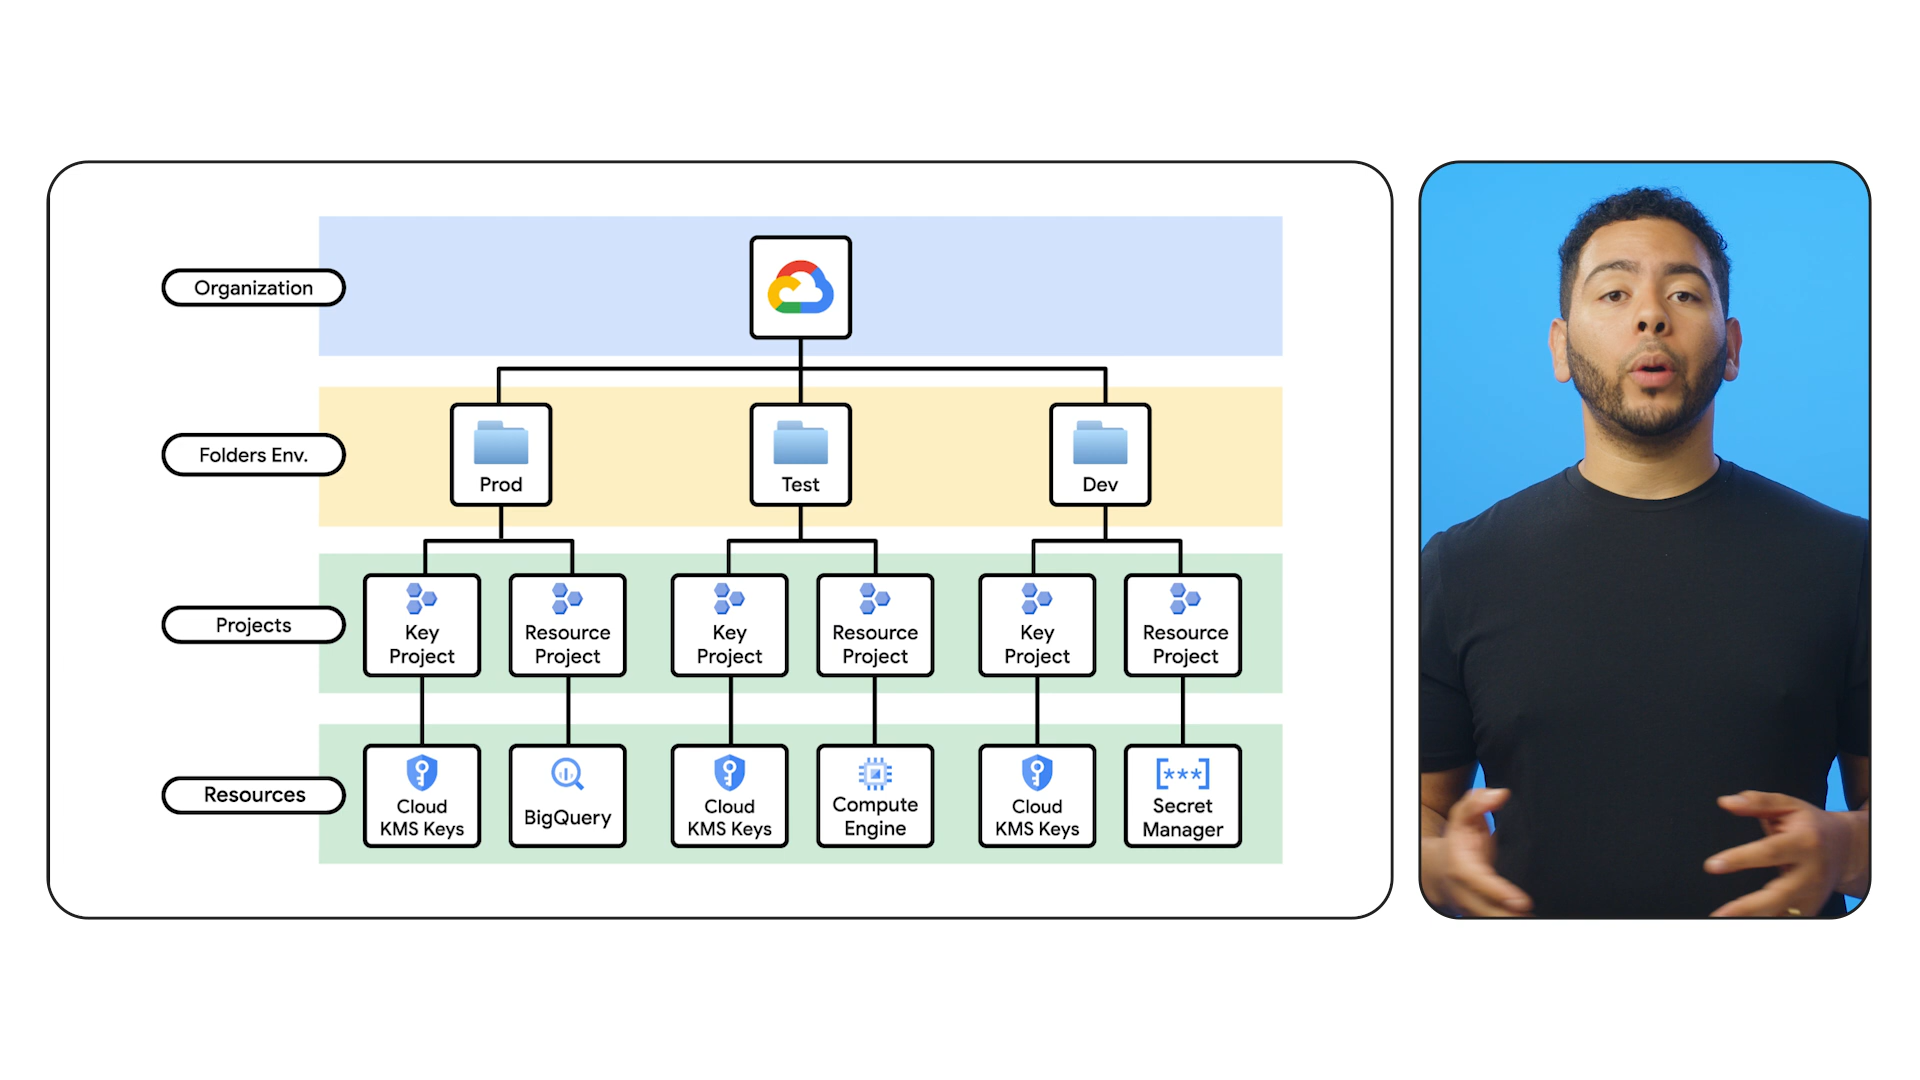 Organization
Folders Env.
Prod
Test
Dev
Projects
Key
Project
Resource
Project
Key
Project
Resource
Project
Key
Project
Resource
Project
Resources
Cloud
KMS Keys
BigQuery
Cloud
KMS Keys
Compute
Engine
Cloud
KMS Keys
[***]
Secret
Manager